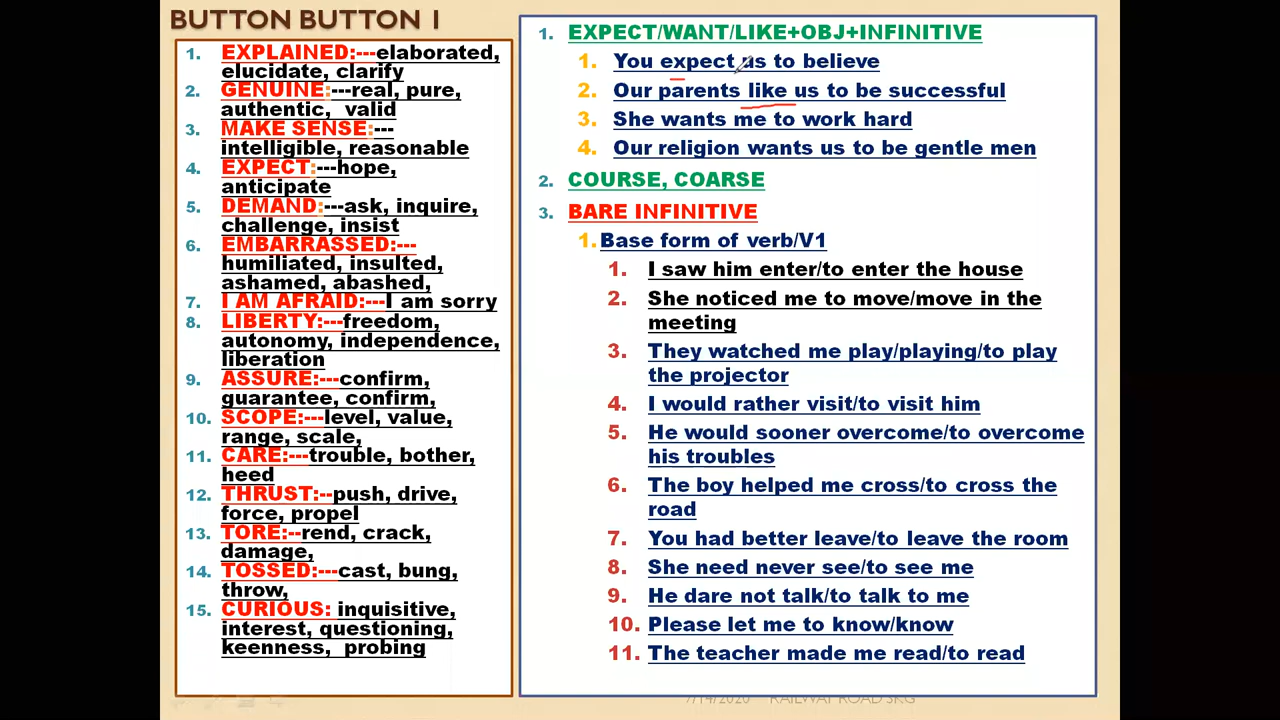 BUTTON BUTTON 1
1. EXPLAINED:---elaborated,
elucidate, clarify
2. GENUINE:---real, pure,
authentic, valid
3. MAKE SENSE:---
intelligible, reasonable
4. EXPECT:---hope,
anticipate
5. DEMAND:---ask, inquire,
challenge, insist
6. EMBARRASSED:---
humiliated, insulted,
ashamed, abashed,
7. I AM AFRAID:---I am sorry
8. LIBERTY:---freedom,
autonomy, independence,
liberation
9. ASSURE:---confirm,
guarantee, confirm,
10. SCOPE:---level, value,
range, scale,
11. CARE:---trouble, bother,
heed
12. THRUST:--push, drive,
force, propel
13. TORE:--rend, crack,
damage,
14. TOSSED:---cast, bung,
throw,
15. CURIOUS: inquisitive,
interest, questioning,
keenness, probing
1. EXPECT/WANT/LIKE+OBJ+INFINITIVE
1. You expect us to believe
2. Our parents like us to be successful
3. She wants me to work hard
4. Our religion wants us to be gentle men
2. COURSE, COARSE
3. BARE INFINITIVE
1. Base form of verb/V1
1. I saw him enter/to enter the house
2. She noticed me to move/move in the
meeting
3. They watched me play/playing/to play
the projector
4. I would rather visit/to visit him
5. He would sooner overcome/to overcome
his troubles
6. The boy helped me cross/to cross the
road
7. You had better leave/to leave the room
8. She need never see/to see me
9. He dare not talk/to talk to me
10. Please let me to know/know
11. The teacher made me read/to read
7/14/2020 RAILWAY ROAD SKG